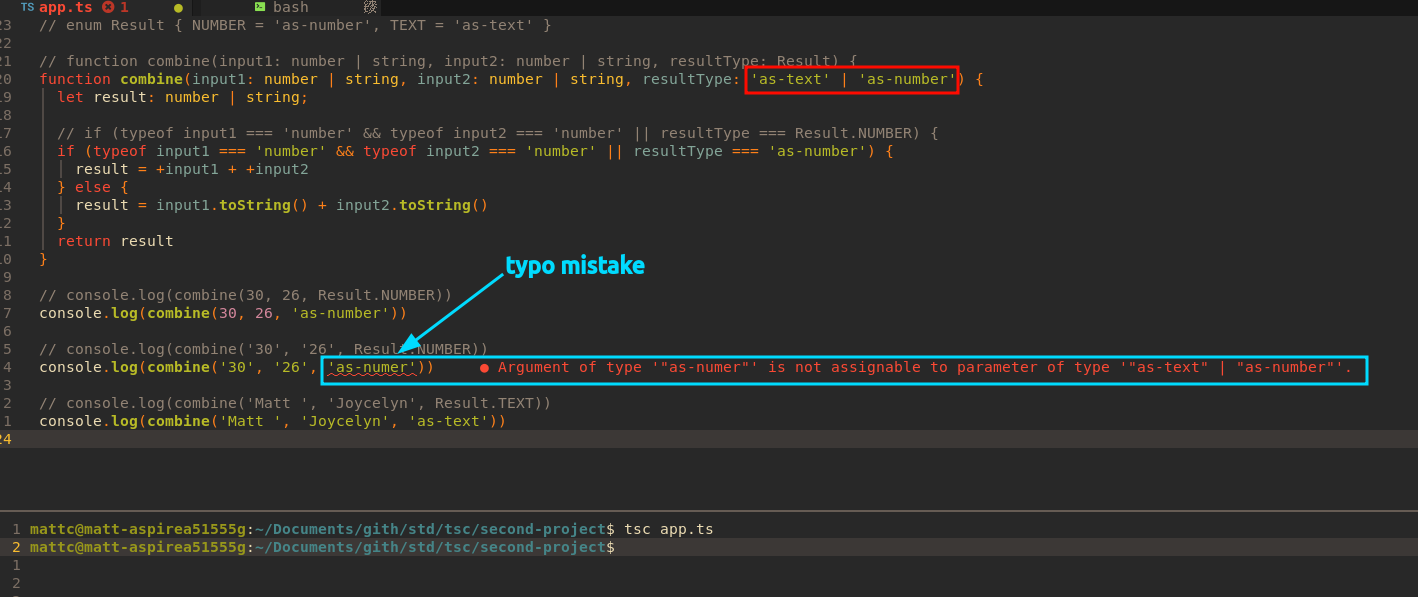 TS app.ts 1 ● bash
23 // enum Result { NUMBER = 'as-number', TEXT = 'as-text' }
22
21 // function combine(input1: number | string, input2: number | string, resultType: Result) {
20 function combine(input1: number | string, input2: number | string, resultType: 'as-text' | 'as-number') {
19 let result: number | string;
18
17 // if (typeof input1 === 'number' && typeof input2 === 'number' || resultType === Result.NUMBER) {
16 if (typeof input1 === 'number' && typeof input2 === 'number' || resultType === 'as-number') {
15 result = +input1 + +input2
14 } else {
13 result = input1.toString() + input2.toString()
12 }
11 return result
10 }
9
typo mistake
8 // console.log(combine(30, 26, Result.NUMBER))
7 console.log(combine(30, 26, 'as-number'))
6
5 // console.log(combine('30', '26', Result.NUMBER))
4 console.log(combine('30', '26', 'as-numer')) ● Argument of type '"as-numer"' is not assignable to parameter of type '"as-text" | "as-number"'.
3
2 // console.log(combine('Matt ', 'Joycelyn', Result.TEXT))
1 console.log(combine('Matt ', 'Joycelyn', 'as-text'))
24
1 mattc@matt-aspirea51555g:~/Documents/gith/std/tsc/second-project$ tsc app.ts
2 mattc@matt-aspirea51555g:~/Documents/gith/std/tsc/second-project$
1
2